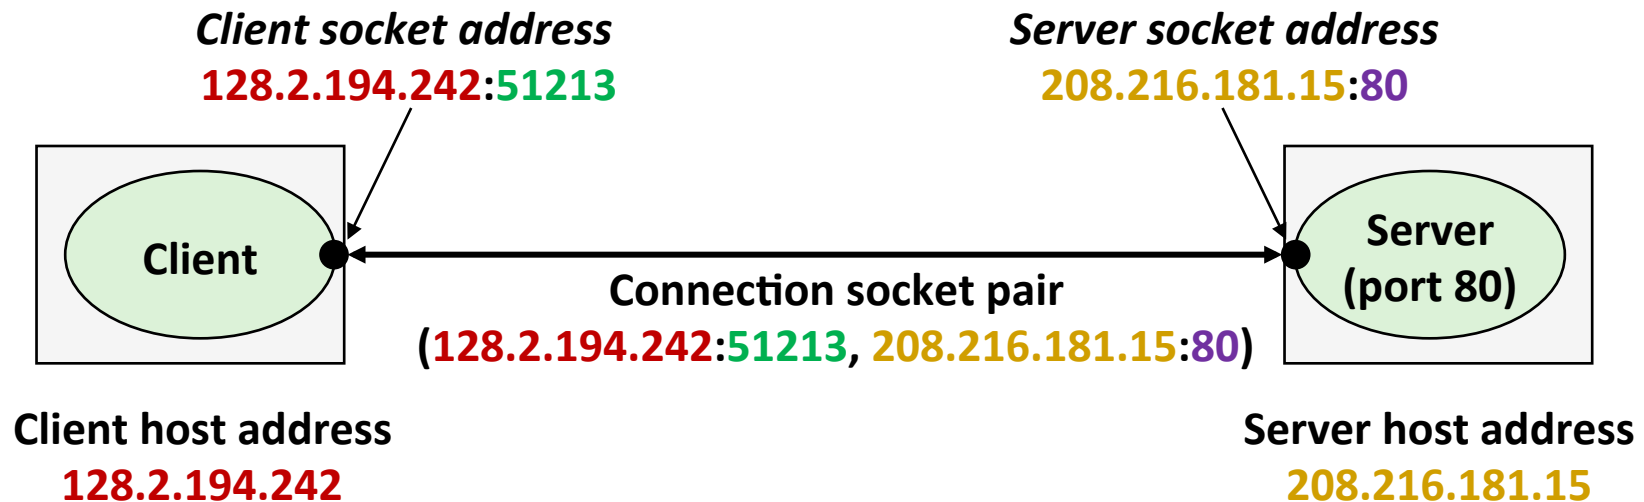 Client socket address
128.2.194.242:51213
Server socket address
208.216.181.15:80
Client
Server
(port 80)
Connection socket pair
(128.2.194.242:51213, 208.216.181.15:80)
Client host address
128.2.194.242
Server host address
208.216.181.15